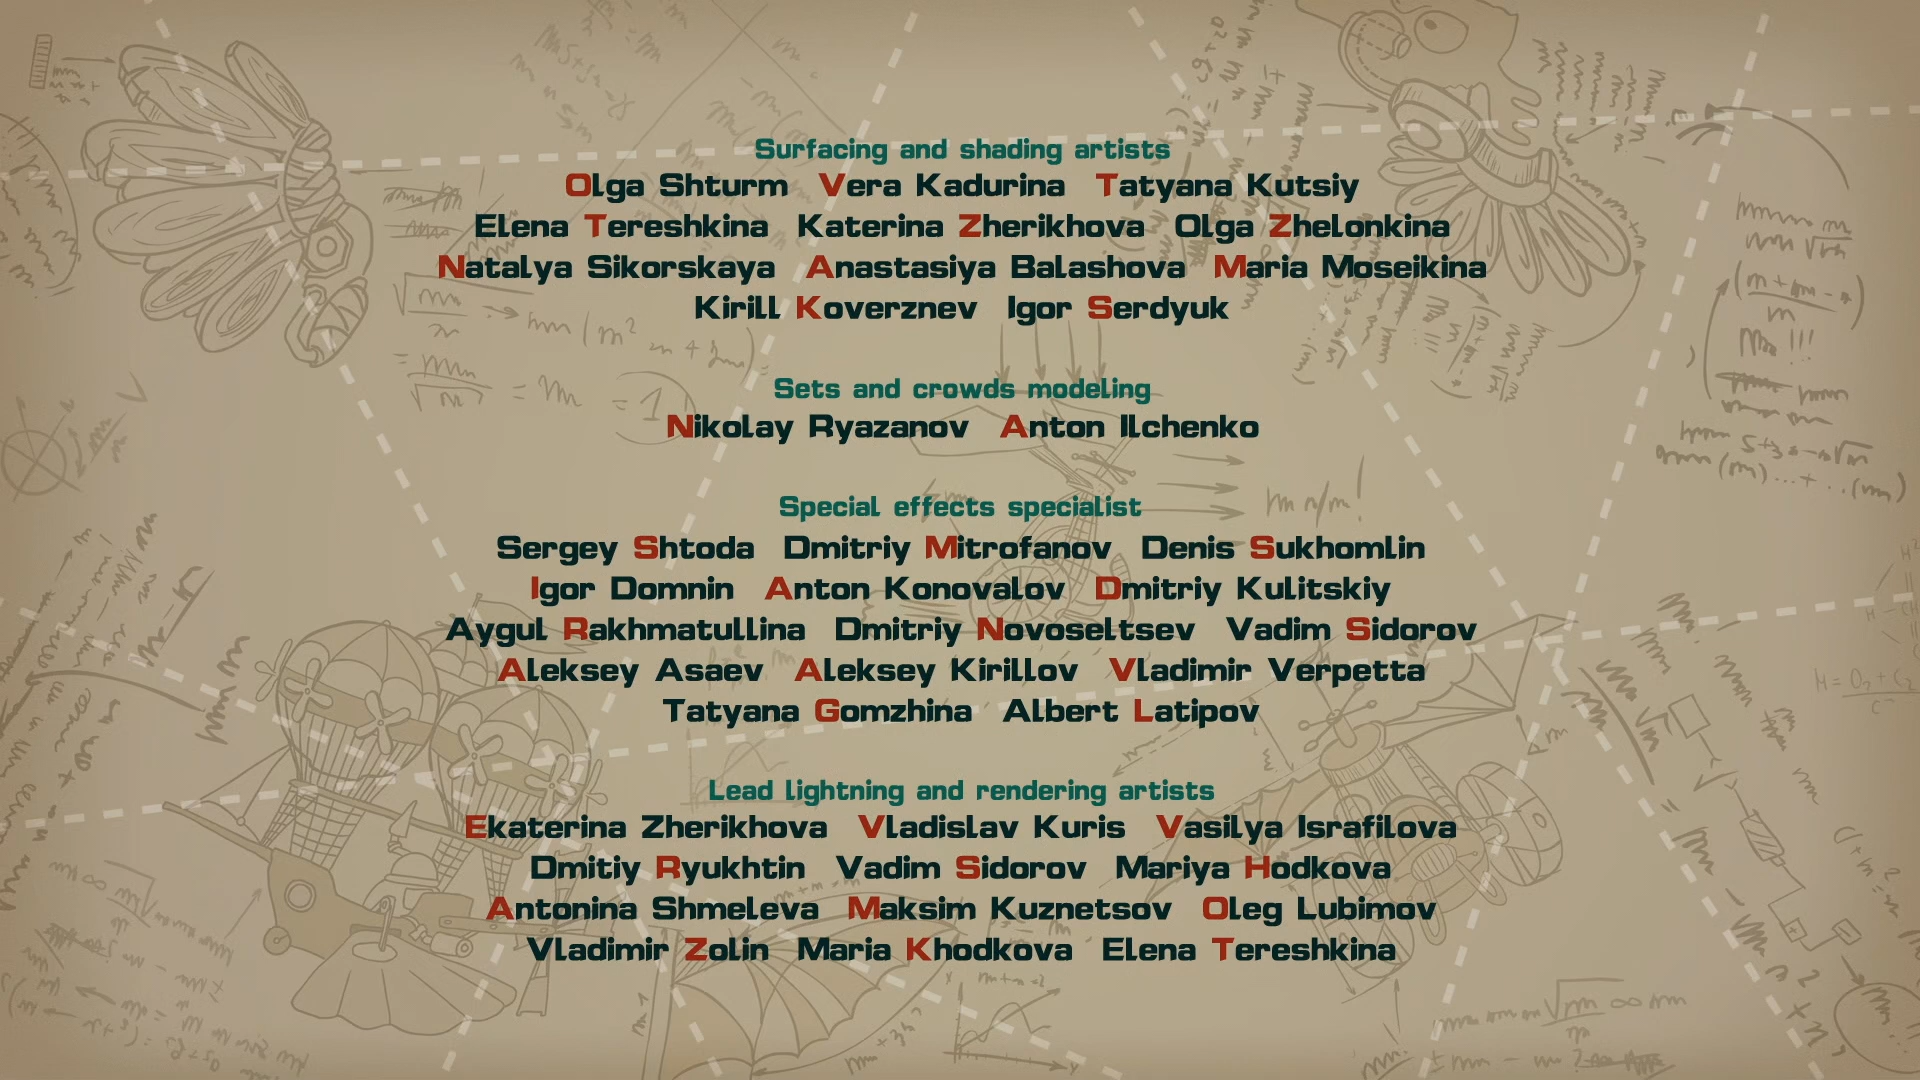 Surfacing and shading artists
Olga Shturm Vera Kadurina Tatyana Kutsiy
Elena Tereshkina Katerina Zherikhova Olga Zhelonkina
Natalya Sikorskaya Anastasiya Balashova Maria Moseikina
Kirill Koverznev Igor Serdyuk
Sets and crowds modeling
Nikolay Ryazanov Anton Ilchenko
Special effects specialist
Sergey Shtoda Dmitriy Mitrofanov Denis Sukhomlin
Igor Domnin Anton Konovalov Dmitriy Kulitskiy
Aygul Rakhmatullina Dmitriy Novoseltsev Vadim Sidorov
Aleksey Asaev Aleksey Kirillov Vladimir Verpetta
Tatyana Gomzhina Albert Latipov
Lead lightning and rendering artists
Ekaterina Zherikhova Vladislav Kuris Vasilya Israfilova
Dmitiy Ryukhtin Vadim Sidorov Mariya Hodkova
Antonina Shmeleva Maksim Kuznetsov Oleg Lubimov
Vladimir Zolin Maria Khodkova Elena Tereshkina